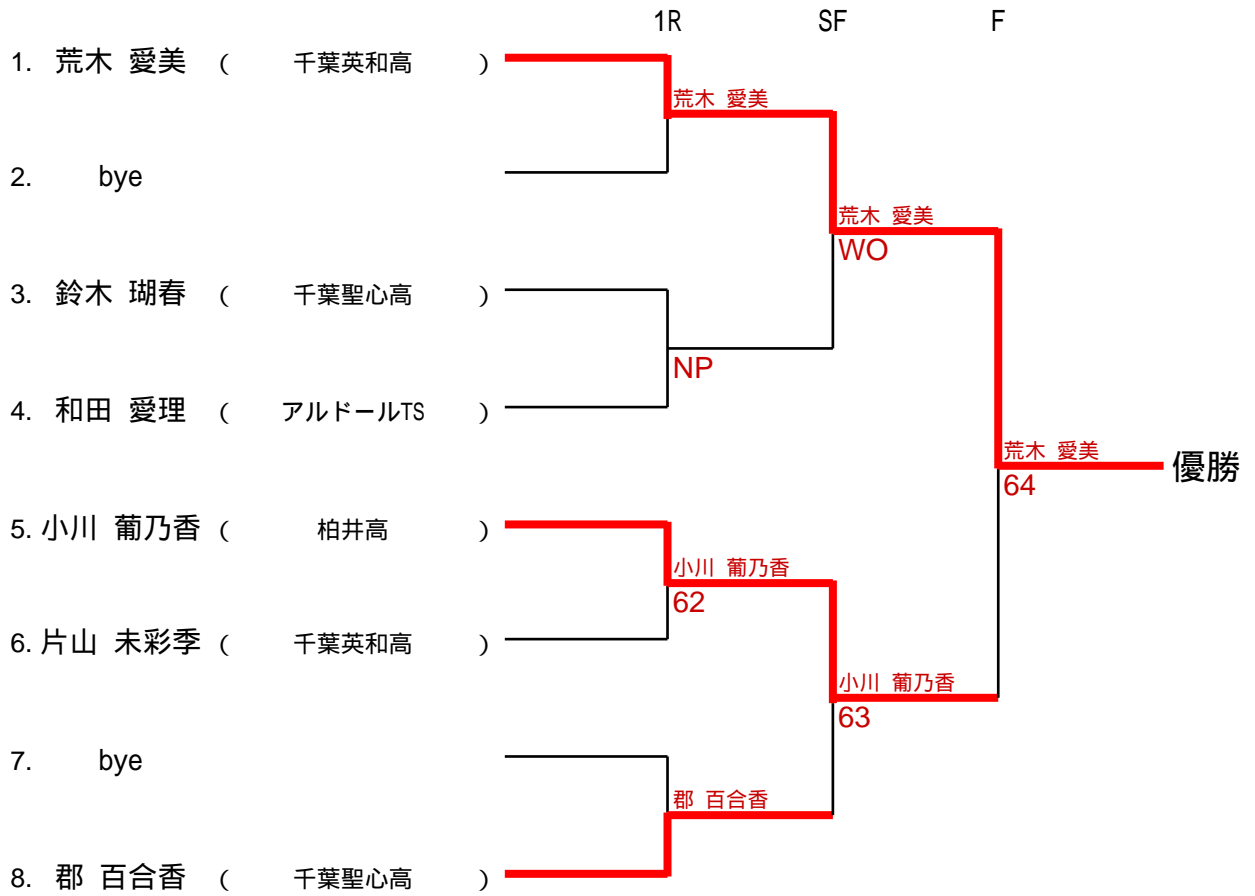 1R SF F
1. 荒木 愛美 ( 千葉英和高 )
荒木 愛美
2. bye
荒木 愛美
WO
3. 鈴木 瑚春 ( 千葉聖心高 )
NP
4. 和田 愛理 ( アルドールTS )
荒木 愛美
優勝
64
5. 小川 葡乃香 ( 柏井高 )
小川 葡乃香
62
6. 片山 未彩季 ( 千葉英和高 )
小川 葡乃香
63
7. bye
郡 百合香
8. 郡 百合香 ( 千葉聖心高 )